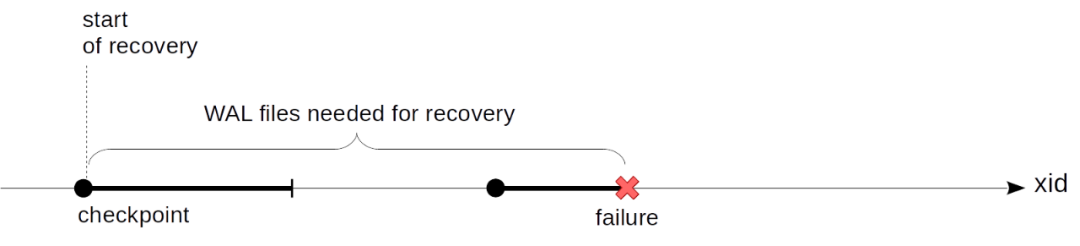 start
of recovery
WAL files needed for recovery
xid
checkpoint
failure